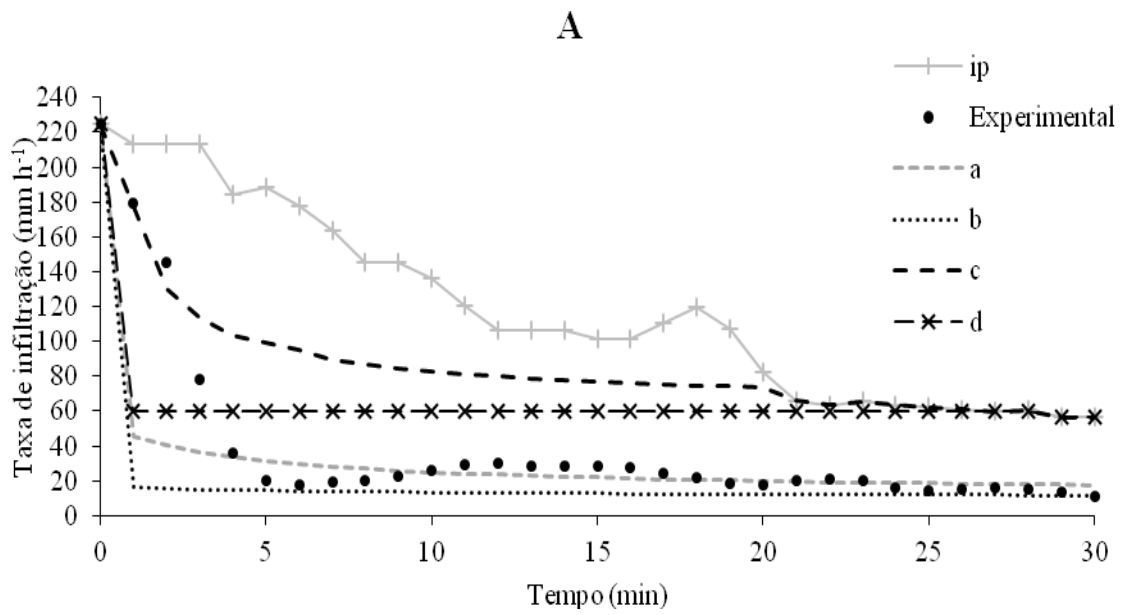 A
ip
Experimental
a
b
c
d
Taxa de infiltração (mm h⁻¹)
240
220
200
180
160
140
120
100
80
60
40
20
0
0 5 10 15 20 25 30
Tempo (min)